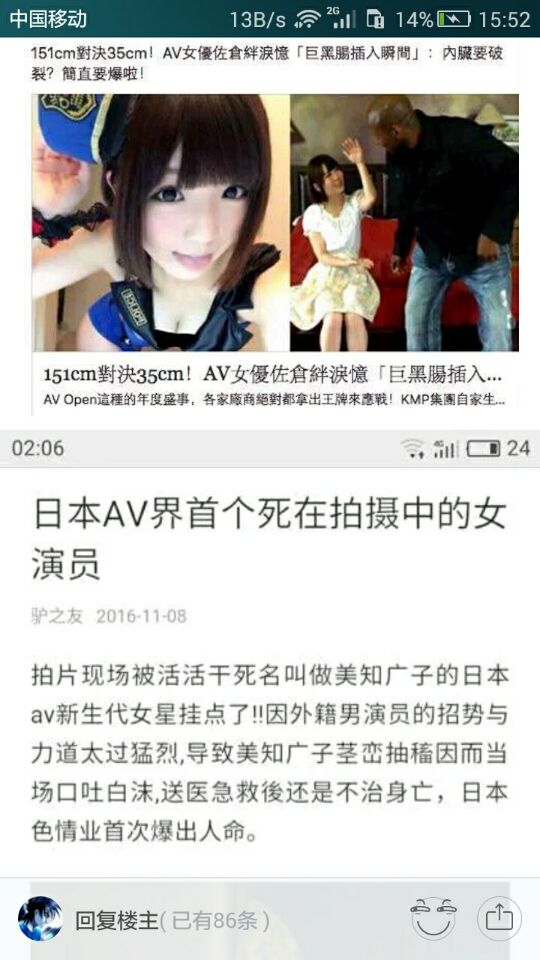 中国移动 13B/s 2G 14% 15:52
151cm對決35cm！AV女優佐倉絆淚憶「巨黑腸插入瞬間」：內臟要破
裂？簡直要爆啦！
POLICE
151cm對決35cm！AV女優佐倉絆淚憶「巨黑腸插入...
AV Open這種的年度盛事，各家廠商絕對都拿出王牌來應戰！KMP集團自家生...
02:06 4G 24
日本AV界首个死在拍摄中的女
演员
驴之友 2016-11-08
拍片现场被活活干死名叫做美知广子的日本
av新生代女星挂点了!!因外籍男演员的招势与
力道太过猛烈,导致美知广子茎峦抽稸因而当
场口吐白沫,送医急救後还是不治身亡，日本
色情业首次爆出人命。
回复楼主(已有86条)